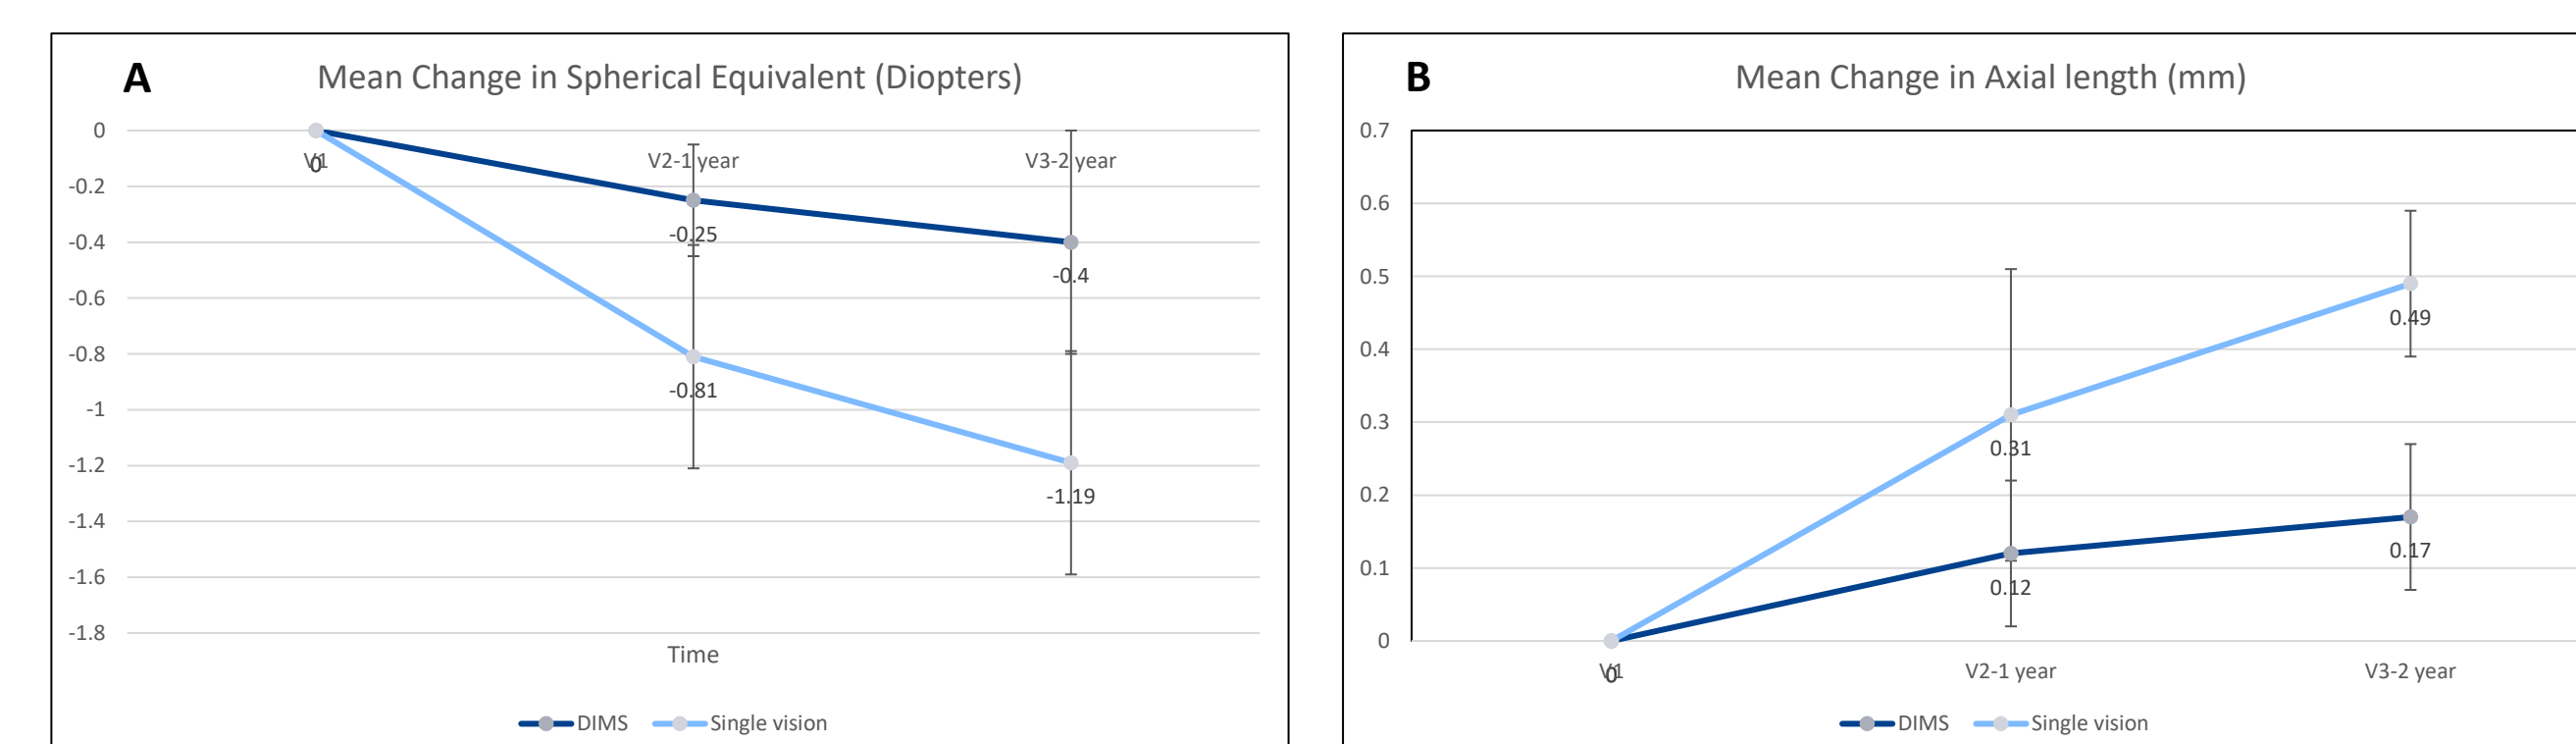 A
Mean Change in Spherical Equivalent (Diopters)
0
-0.2
-0.4
-0.6
-0.8
-1
-1.2
-1.4
-1.6
-1.8
V1
V2-1 year
V3-2 year
0
-0.25
-0.4
-0.81
-1.19
Time
DIMS
Single vision
B
Mean Change in Axial length (mm)
0.7
0.6
0.5
0.4
0.3
0.2
0.1
0
0.49
0.31
0.17
0.12
V1
V2-1 year
V3-2 year
0
DIMS
Single vision